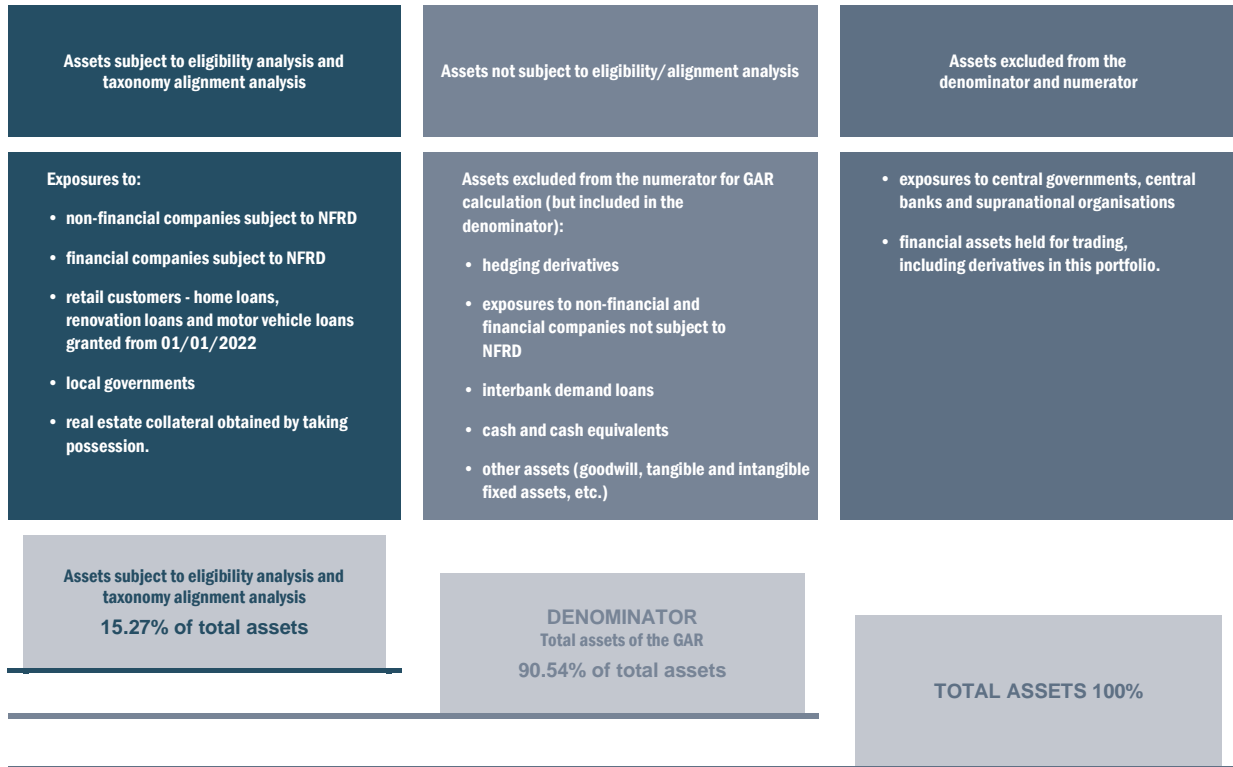 Assets subject to eligibility analysis and
taxonomy alignment analysis
Assets not subject to eligibility/alignment analysis
Assets excluded from the
denominator and numerator
Exposures to:
• non-financial companies subject to NFRD
• financial companies subject to NFRD
• retail customers - home loans,
renovation loans and motor vehicle loans
granted from 01/01/2022
• local governments
• real estate collateral obtained by taking
possession.
Assets excluded from the numerator for GAR
calculation (but included in the
denominator):
• hedging derivatives
• exposures to non-financial and
financial companies not subject to
NFRD
• interbank demand loans
• cash and cash equivalents
• other assets (goodwill, tangible and intangible
fixed assets, etc.)
• exposures to central governments, central
banks and supranational organisations
• financial assets held for trading,
including derivatives in this portfolio.
Assets subject to eligibility analysis and
taxonomy alignment analysis
15.27% of total assets
DENOMINATOR
Total assets of the GAR
90.54% of total assets
TOTAL ASSETS 100%